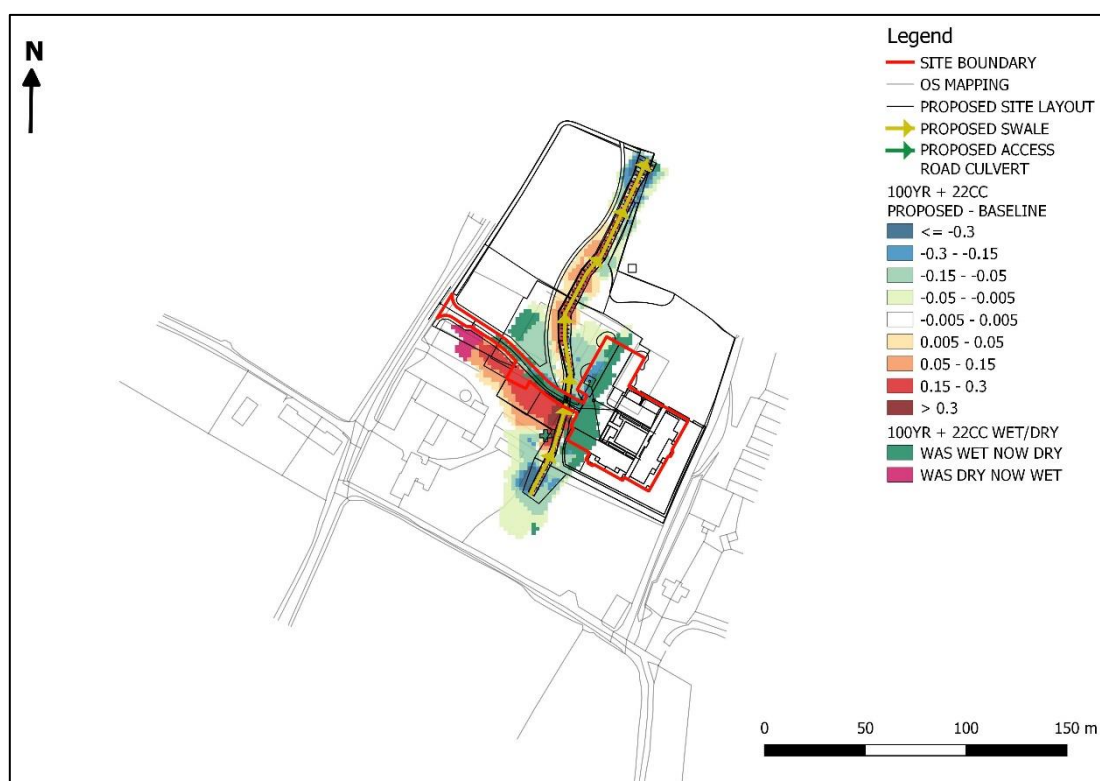 N
Legend
SITE BOUNDARY
OS MAPPING
PROPOSED SITE LAYOUT
PROPOSED SWALE
PROPOSED ACCESS
ROAD CULVERT
100YR + 22CC
PROPOSED - BASELINE
<= -0.3
-0.3 - -0.15
-0.15 - -0.05
-0.05 - -0.005
-0.005 - 0.005
0.005 - 0.05
0.05 - 0.15
0.15 - 0.3
> 0.3
100YR + 22CC WET/DRY
WAS WET NOW DRY
WAS DRY NOW WET
0 50 100 150 m